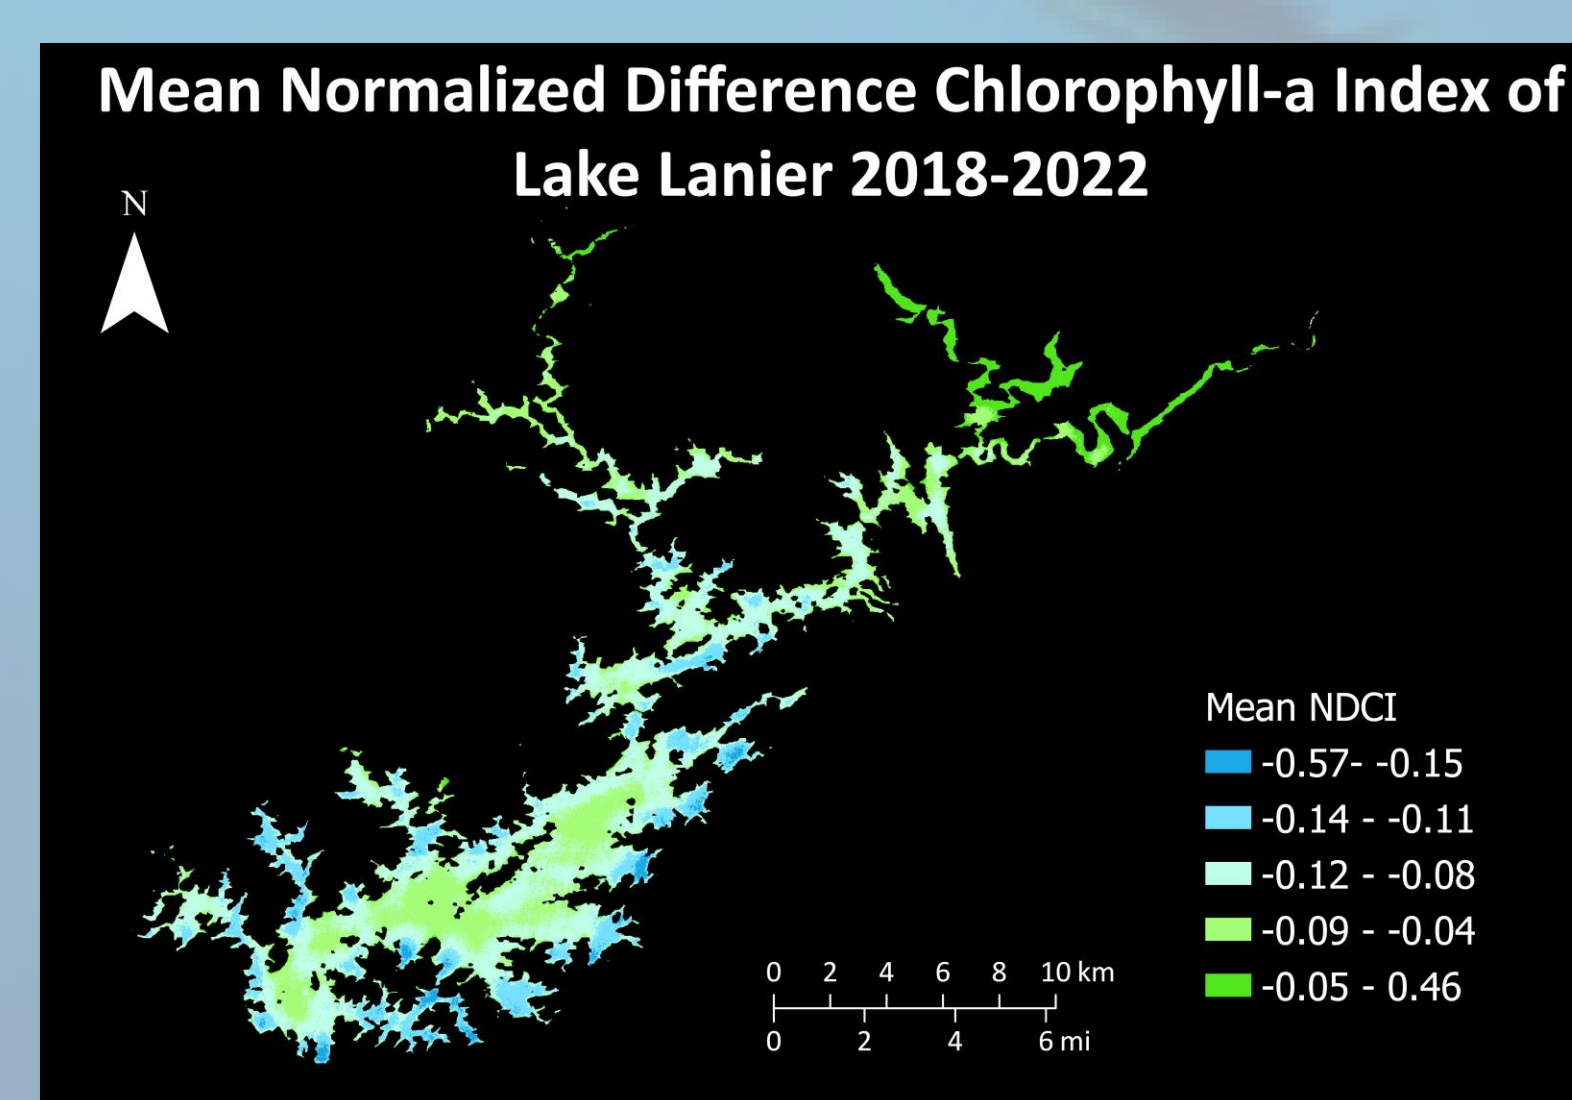 Mean Normalized Difference Chlorophyll-a Index of
Lake Lanier 2018-2022
N
Mean NDCI
-0.57- -0.15
-0.14 - -0.11
-0.12 - -0.08
-0.09 - -0.04
-0.05 - 0.46
0 2 4 6 8 10 km
0 2 4 6 mi